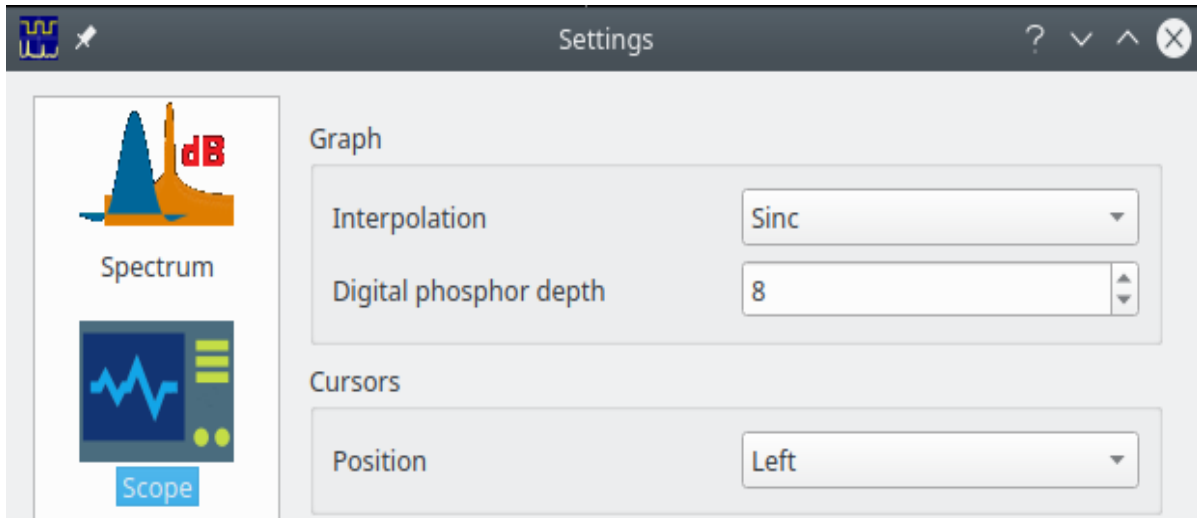 Settings
?
dB
Spectrum
Scope
Graph
Interpolation Sinc
Digital phosphor depth 8
Cursors
Position Left